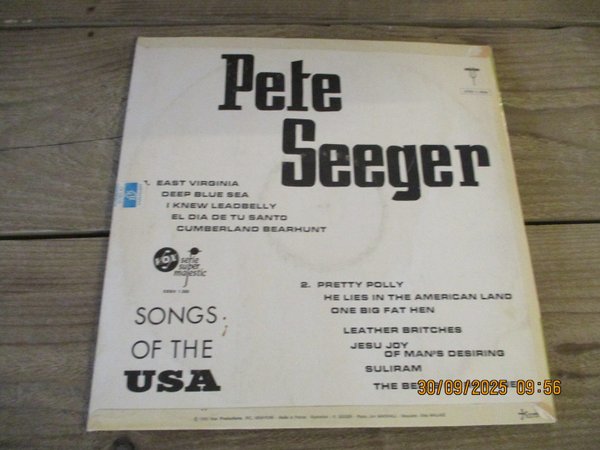 Pete
Seeger
1. EAST VIRGINIA
DEEP BLUE SEA
I KNEW LEADBELLY
EL DIA DE TU SANTO
CUMBERLAND BEARHUNT
VOX
serie
super
majestic
SONGS
OF THE
USA
2. PRETTY POLLY
HE LIES IN THE AMERICAN LAND
ONE BIG FAT HEN
LEATHER BRITCHES
JESU JOY
OF MAN'S DESIRING
SULIRAM
THE
30/09/2025 09:56